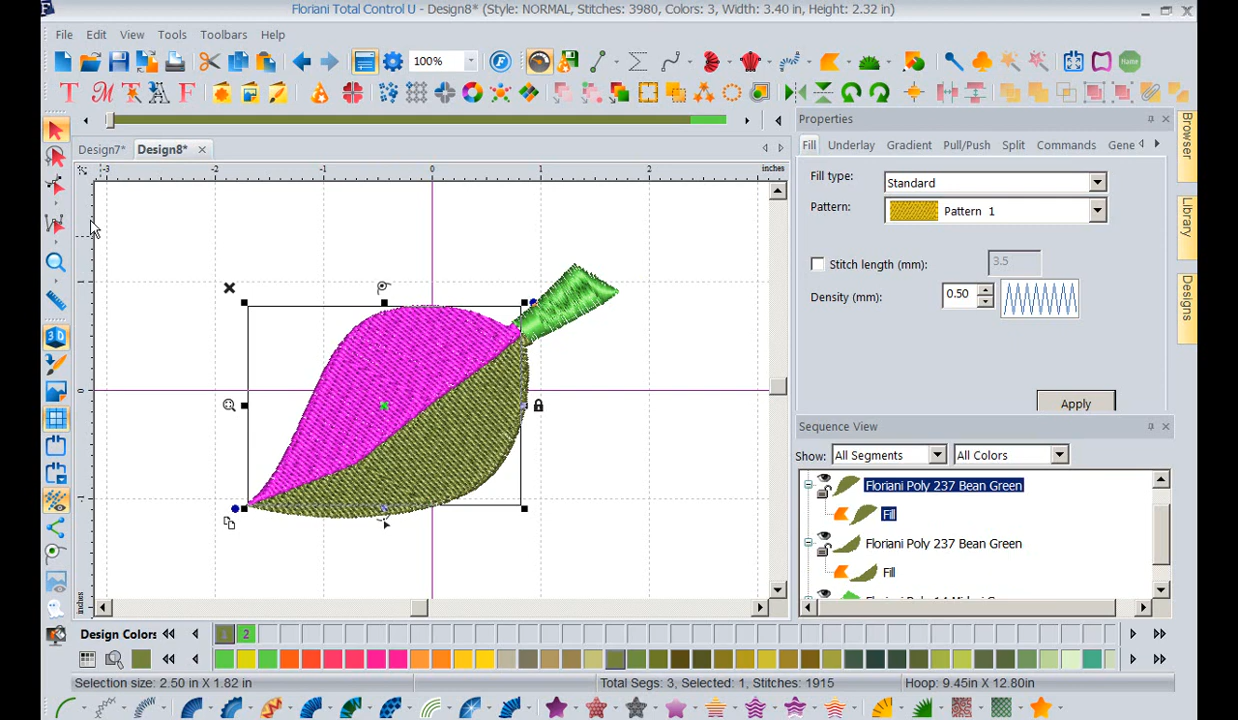 Floriani Total Control U - Design8* (Style: NORMAL, Stitches: 3980, Colors: 3, Width: 3.40 in, Height: 2.32 in)
File Edit View Tools Toolbars Help
100%
Name
Design7* Design8*
-3 -2 -1 0 1 2 inches
Properties
Fill Underlay Gradient Pull/Push Split Commands Gene
Fill type: Standard
Pattern: Pattern 1
Stitch length (mm): 3.5
Density (mm): 0.50
Apply
Browser
Library
Designs
3D
Sequence View
Show: All Segments All Colors
Floriani Poly 237 Bean Green
Fill
Floriani Poly 237 Bean Green
Fill
inches
Design Colors 1 2
Selection size: 2.50 in X 1.82 in Total Segs: 3, Selected: 1, Stitches: 1915 Hoop: 9.45in X 12.80in